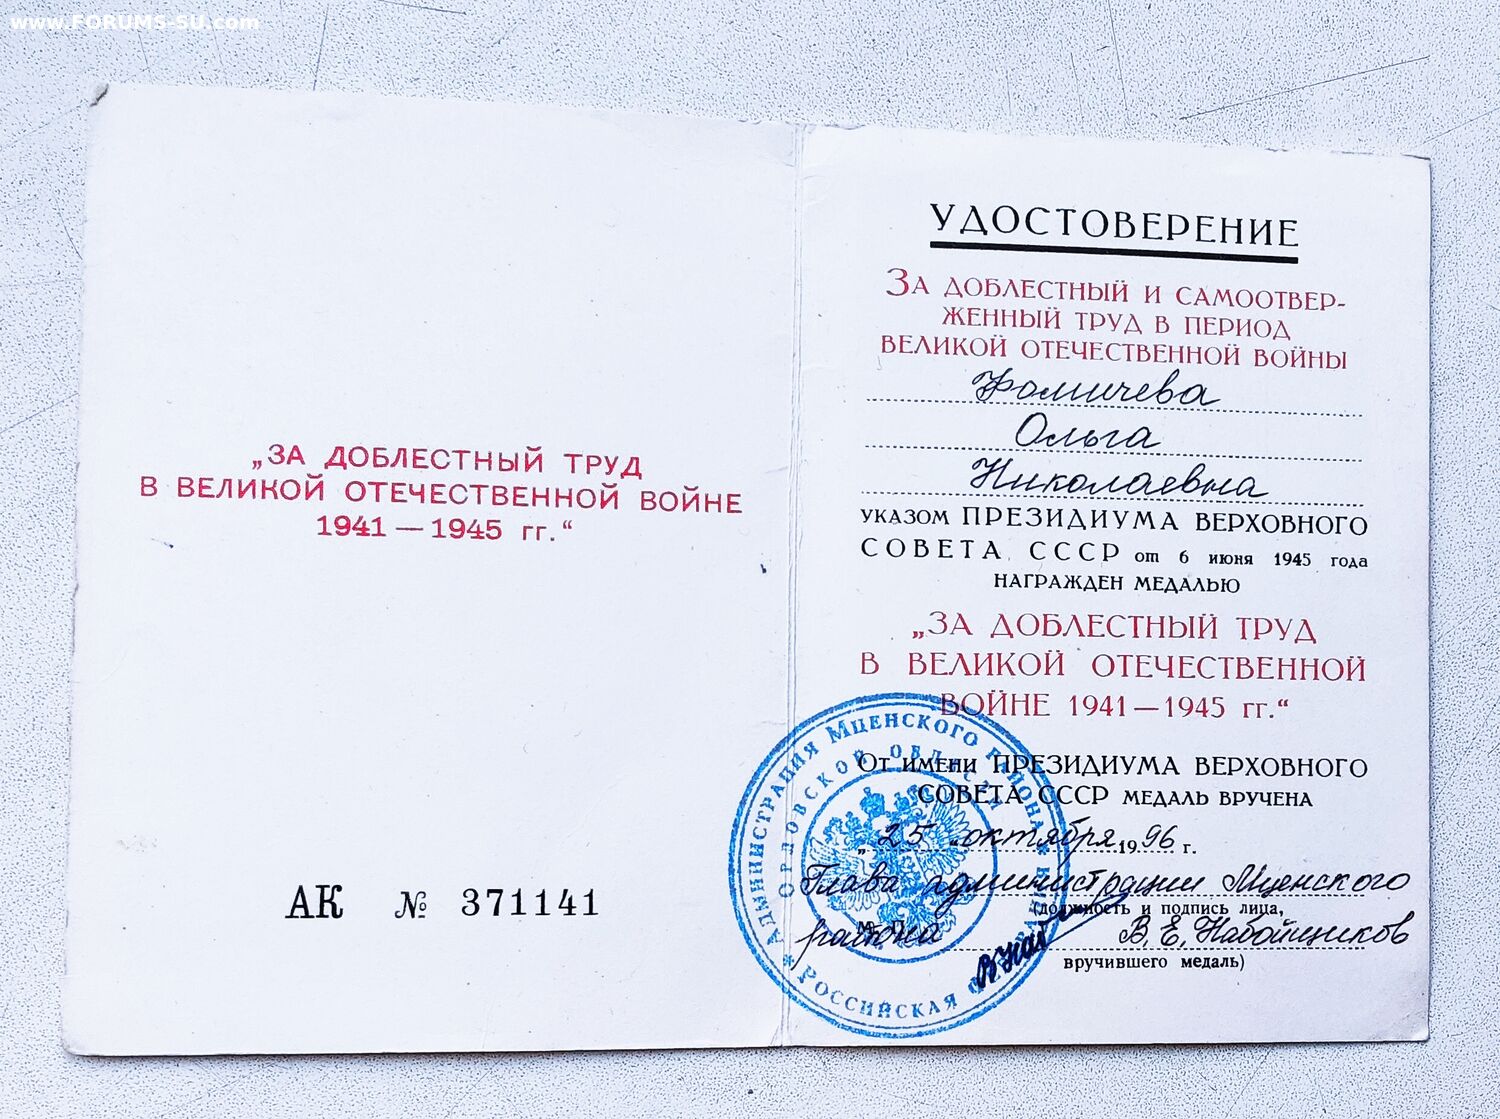 www.FORUMS-SU.com
„ЗА ДОБЛЕСТНЫЙ ТРУД
В ВЕЛИКОЙ ОТЕЧЕСТВЕННОЙ ВОЙНЕ
1941 — 1945 гг.“
АК № 371141
УДОСТОВЕРЕНИЕ
ЗА ДОБЛЕСТНЫЙ И САМООТВЕР-
ЖЕННЫЙ ТРУД В ПЕРИОД
ВЕЛИКОЙ ОТЕЧЕСТВЕННОЙ ВОЙНЫ
Фомичева
Ольга
Николаевна
УКАЗОМ ПРЕЗИДИУМА ВЕРХОВНОГО
СОВЕТА СССР от 6 июня 1945 года
НАГРАЖДЕН МЕДАЛЬЮ
„ЗА ДОБЛЕСТНЫЙ ТРУД
В ВЕЛИКОЙ ОТЕЧЕСТВЕННОЙ
ВОЙНЕ 1941 — 1945 гг.“
От имени ПРЕЗИДИУМА ВЕРХОВНОГО
СОВЕТА СССР МЕДАЛЬ ВРУЧЕНА
„25„ октября 1996 г.
Глава администрации Мценского
(должность и подпись лица,
района М. П. В. Е. Набойщиков
вручившего медаль)
АДМИНИСТРАЦИЯ МЦЕНСКОГО РАЙОНА
ОРЛОВСКОЙ ОБЛАСТИ
РОССИЙСКАЯ ФЕДЕРАЦИЯ